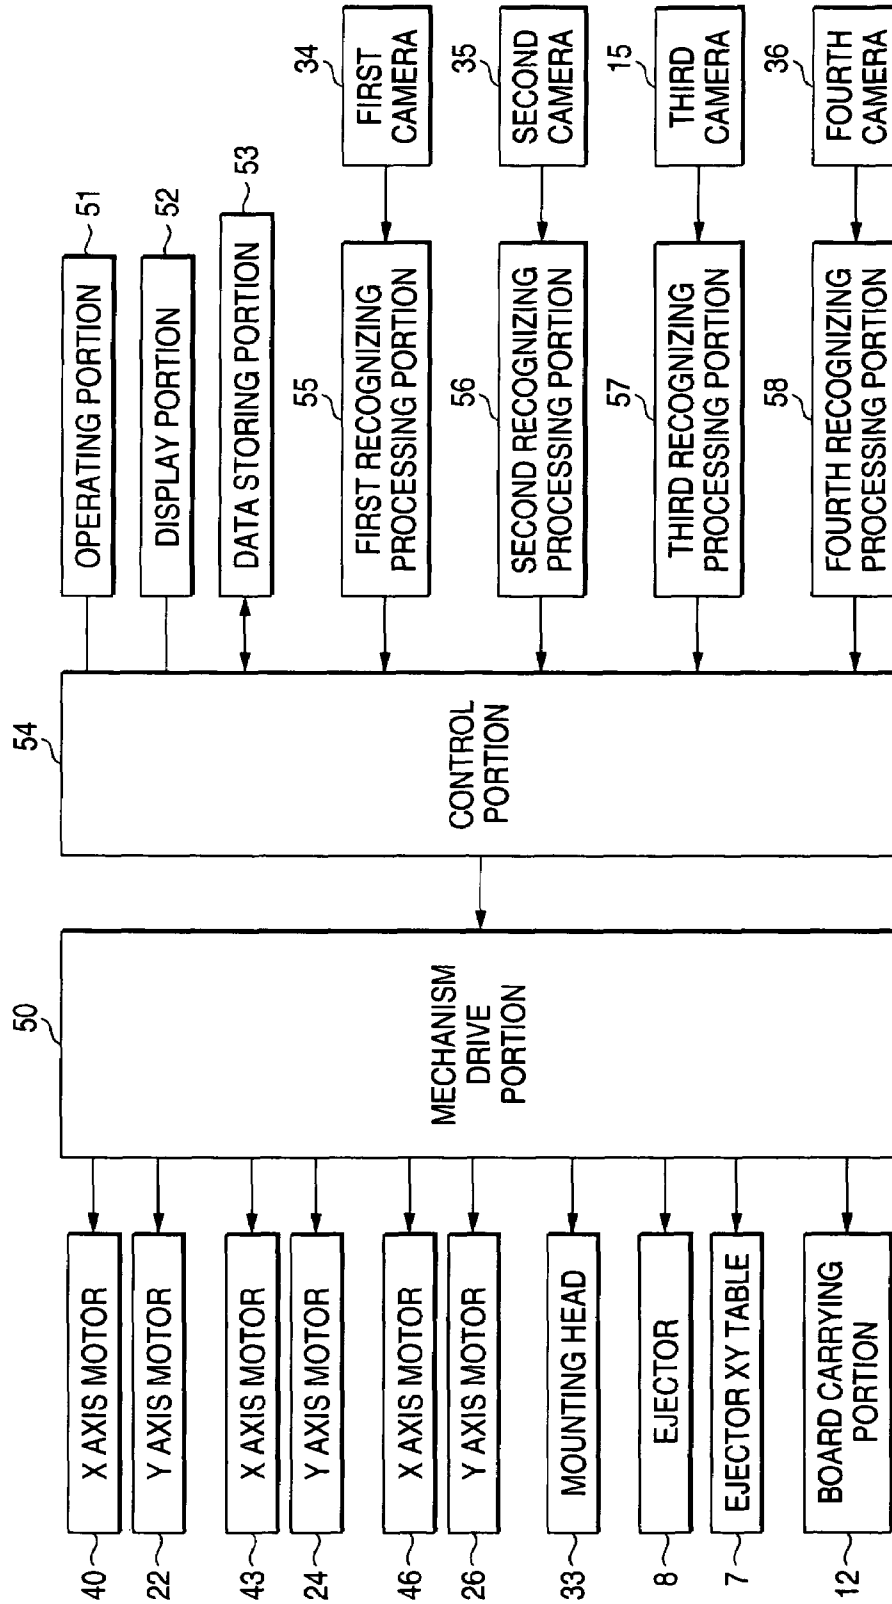 40
X AXIS MOTOR
22
Y AXIS MOTOR
43
X AXIS MOTOR
24
Y AXIS MOTOR
46
X AXIS MOTOR
26
Y AXIS MOTOR
33
MOUNTING HEAD
8
EJECTOR
7
EJECTOR XY TABLE
12
BOARD CARRYING
PORTION
50
MECHANISM
DRIVE
PORTION
54
CONTROL
PORTION
OPERATING PORTION
51
DISPLAY PORTION
52
DATA STORING PORTION
53
55
FIRST RECOGNIZING
PROCESSING PORTION
34
FIRST
CAMERA
56
SECOND RECOGNIZING
PROCESSING PORTION
35
SECOND
CAMERA
57
THIRD RECOGNIZING
PROCESSING PORTION
15
THIRD
CAMERA
58
FOURTH RECOGNIZING
PROCESSING PORTION
36
FOURTH
CAMERA